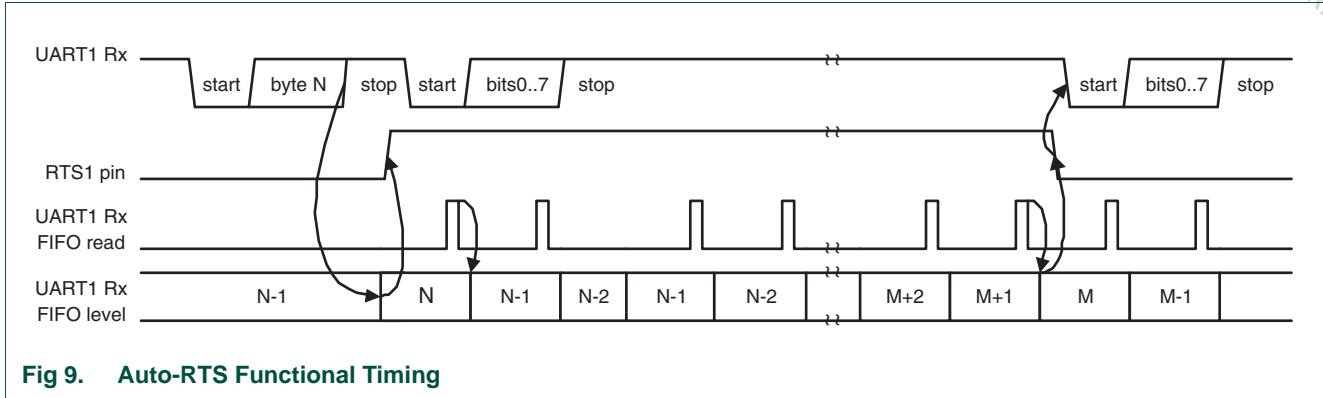 UART1 Rx
start byte N stop start bits0..7 stop start bits0..7 stop
RTS1 pin
UART1 Rx
FIFO read
UART1 Rx
FIFO level
N-1 N N-1 N-2 N-1 N-2 M+2 M+1 M M-1
Fig 9. Auto-RTS Functional Timing